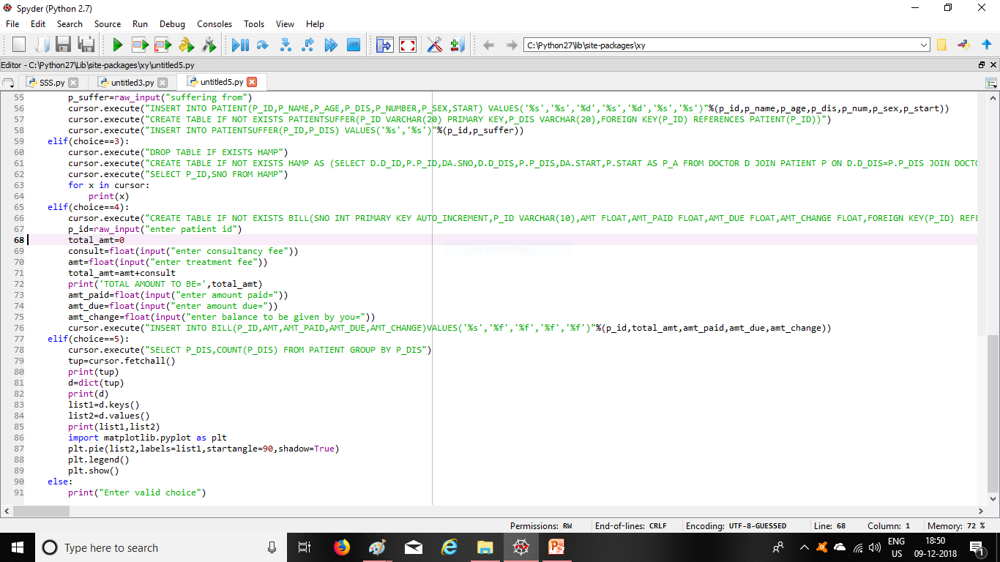 Spyder (Python 2.7)
File Edit Search Source Run Debug Consoles Tools View Help
C:\Python27\lib\site-packages\xy
Editor - C:\Python27\Lib\site-packages\xy\untitled5.py
SSS.py untitled3.py untitled5.py
55 p_suffer=raw_input("suffering from")
56 cursor.execute("INSERT INTO PATIENT(P_ID,P_NAME,P_AGE,P_DIS,P_NUMBER,P_SEX,START) VALUES('%s','%s','%d','%s','%d','%s','%s')"%(p_id,p_name,p_age,p_dis,p_num,p_sex,p_start))
57 cursor.execute("CREATE TABLE IF NOT EXISTS PATIENTSUFFER(P_ID VARCHAR(20) PRIMARY KEY,P_DIS VARCHAR(20),FOREIGN KEY(P_ID) REFERENCES PATIENT(P_ID))")
58 cursor.execute("INSERT INTO PATIENTSUFFER(P_ID,P_DIS) VALUES('%s','%s')"%(p_id,p_suffer))
59 elif(choice==3):
60 cursor.execute("DROP TABLE IF EXISTS HAMP")
61 cursor.execute("CREATE TABLE IF NOT EXISTS HAMP AS (SELECT D.D_ID,P.P_ID,DA.SNO,D.D_DIS,P.P_DIS,DA.START,P.START AS P_A FROM DOCTOR D JOIN PATIENT P ON D.D_DIS=P.P_DIS JOIN DOCTO
62 cursor.execute("SELECT P_ID,SNO FROM HAMP")
63 for x in cursor:
64 print(x)
65 elif(choice==4):
66 cursor.execute("CREATE TABLE IF NOT EXISTS BILL(SNO INT PRIMARY KEY AUTO_INCREMENT,P_ID VARCHAR(10),AMT FLOAT,AMT_PAID FLOAT,AMT_DUE FLOAT,AMT_CHANGE FLOAT,FOREIGN KEY(P_ID) REFE
67 p_id=raw_input("enter patient id")
68 total_amt=0
69 consult=float(input("enter consultancy fee"))
Full-screen Snip
70 amt=float(input("enter treatment fee"))
71 total_amt=amt+consult
72 print('TOTAL AMOUNT TO BE=',total_amt)
73 amt_paid=float(input("enter amount paid="))
74 amt_due=float(input("enter amount due="))
75 amt_change=float(input("enter balance to be given by you="))
76 cursor.execute("INSERT INTO BILL(P_ID,AMT,AMT_PAID,AMT_DUE,AMT_CHANGE)VALUES('%s','%f','%f','%f','%f')"%(p_id,total_amt,amt_paid,amt_due,amt_change))
77 elif(choice==5):
78 cursor.execute("SELECT P_DIS,COUNT(P_DIS) FROM PATIENT GROUP BY P_DIS")
79 tup=cursor.fetchall()
80 print(tup)
81 d=dict(tup)
82 print(d)
83 list1=d.keys()
84 list2=d.values()
85 print(list1,list2)
86 import matplotlib.pyplot as plt
87 plt.pie(list2,labels=list1,startangle=90,shadow=True)
88 plt.legend()
89 plt.show()
90 else:
91 print("Enter valid choice")
Permissions: RW End-of-lines: CRLF Encoding: UTF-8-GUESSED Line: 68 Column: 1 Memory: 72 %
Type here to search
ENG 18:50
US 09-12-2018 1